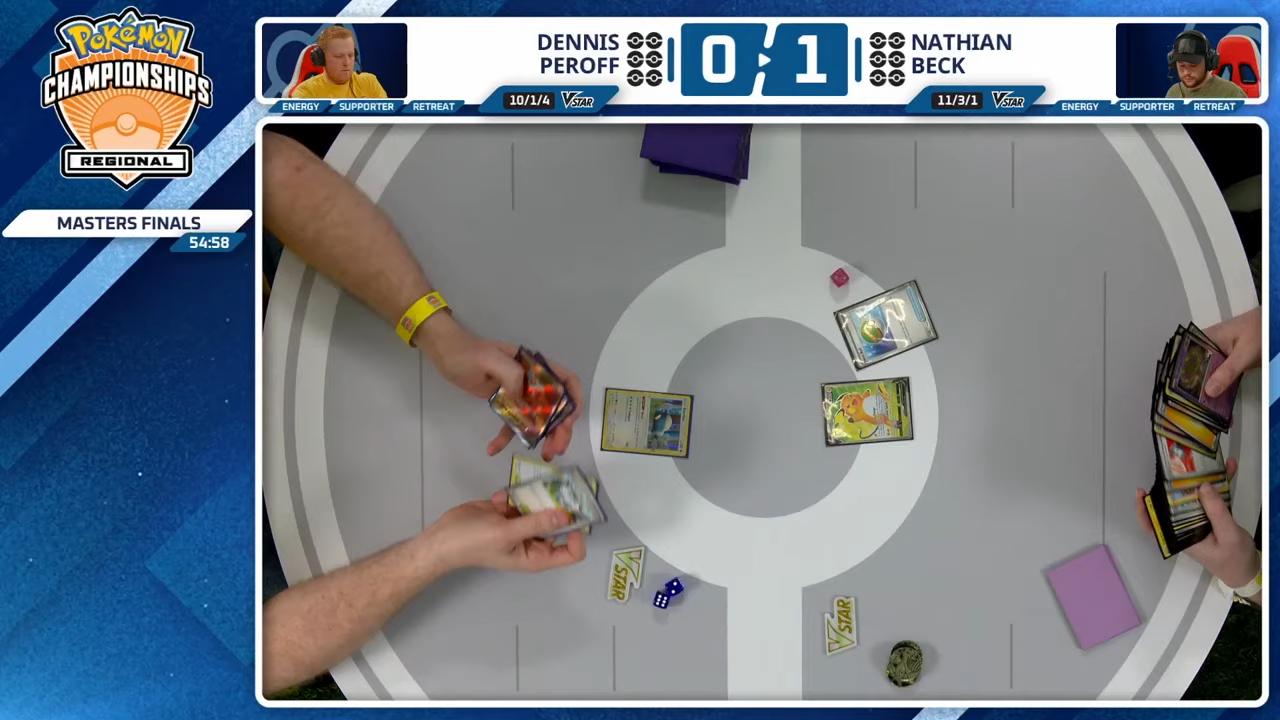 Pokémon
CHAMPIONSHIPS
REGIONAL
MASTERS FINALS
54:58
DENNIS
PEROFF
0
1
NATHIAN
BECK
10/1/4 VSTAR
11/3/1 VSTAR
ENERGY SUPPORTER RETREAT
ENERGY SUPPORTER RETREAT
VSTAR
VSTAR